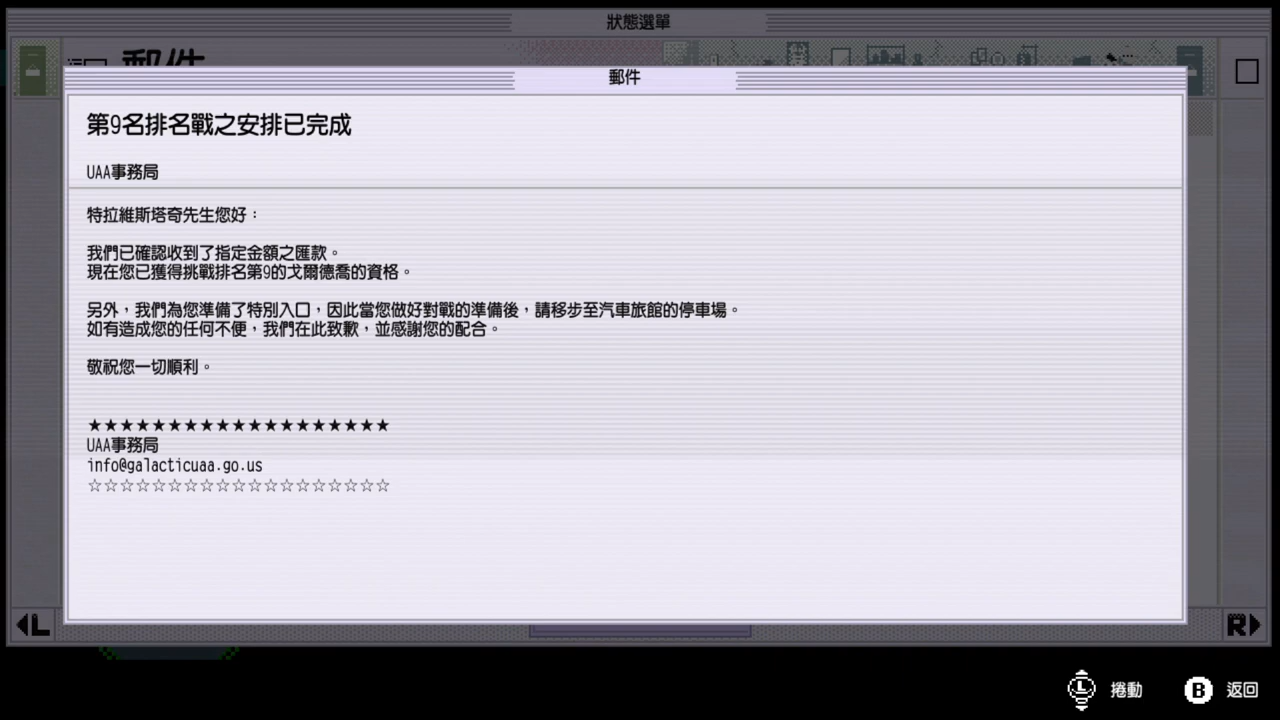 狀態選單
郵件
郵件
第9名排名戰之安排已完成
UAA事務局
特拉維斯塔奇先生您好：
我們已確認收到了指定金額之匯款。
現在您已獲得挑戰排名第9的戈爾德喬的資格。
另外，我們為您準備了特別入口，因此當您做好對戰的準備後，請移步至汽車旅館的停車場。
如有造成您的任何不便，我們在此致歉，並感謝您的配合。
敬祝您一切順利。
★★★★★★★★★★★★★★★★★★★
UAA事務局
info@galacticuaa.go.us
☆☆☆☆☆☆☆☆☆☆☆☆☆☆☆☆☆☆☆
L
R
L 捲動
B 返回